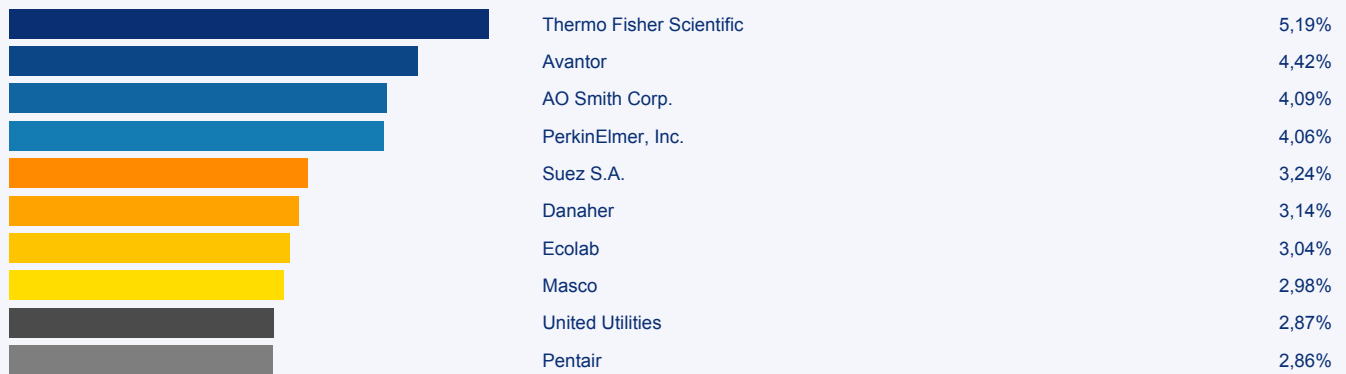 Thermo Fisher Scientific 5,19%
Avantor 4,42%
AO Smith Corp. 4,09%
PerkinElmer, Inc. 4,06%
Suez S.A. 3,24%
Danaher 3,14%
Ecolab 3,04%
Masco 2,98%
United Utilities 2,87%
Pentair 2,86%